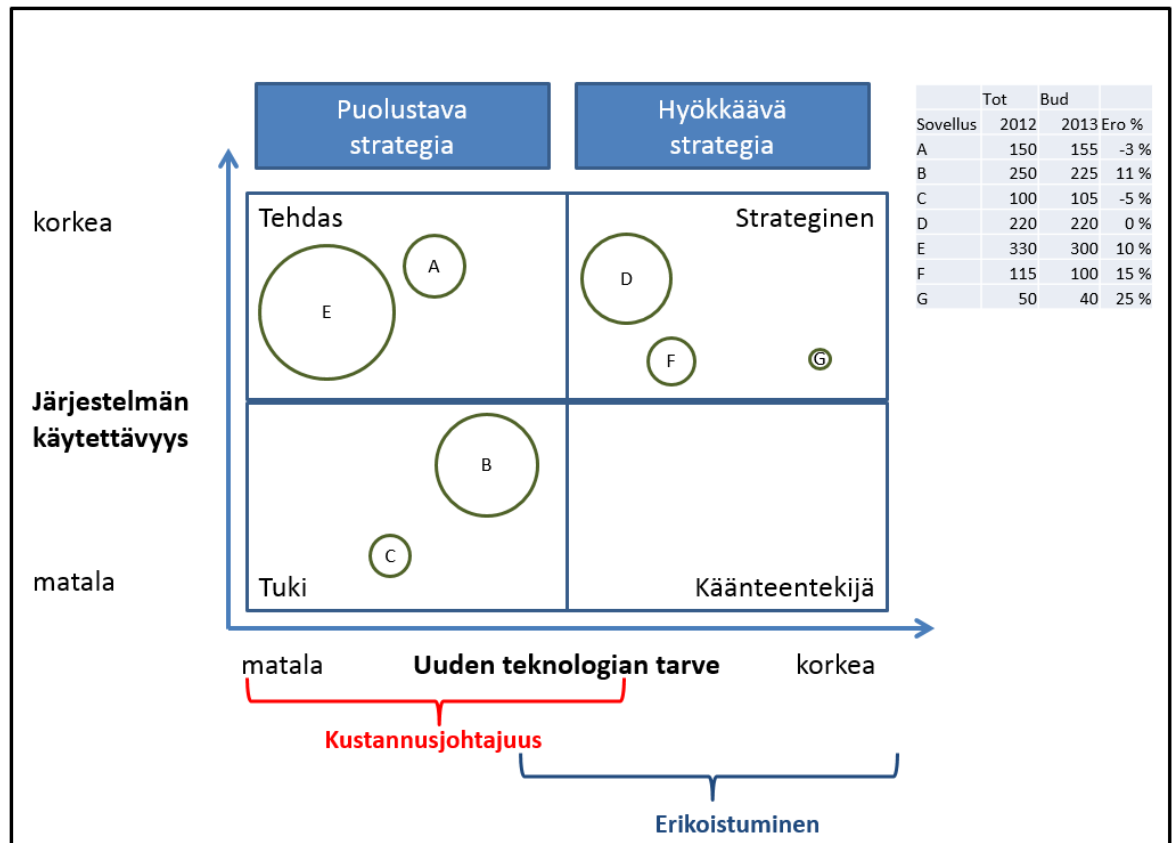 Puolustava
strategia
Hyökkäävä
strategia
Tot Bud
Sovellus 2012 2013 Ero %
A 150 155 -3 %
B 250 225 11 %
C 100 105 -5 %
D 220 220 0 %
E 330 300 10 %
F 115 100 15 %
G 50 40 25 %
korkea
Tehdas
Strateginen
A
D
E
F
G
Järjestelmän
käytettävyys
B
C
matala
Tuki
Käänteentekijä
matala Uuden teknologian tarve korkea
Kustannusjohtajuus
Erikoistuminen